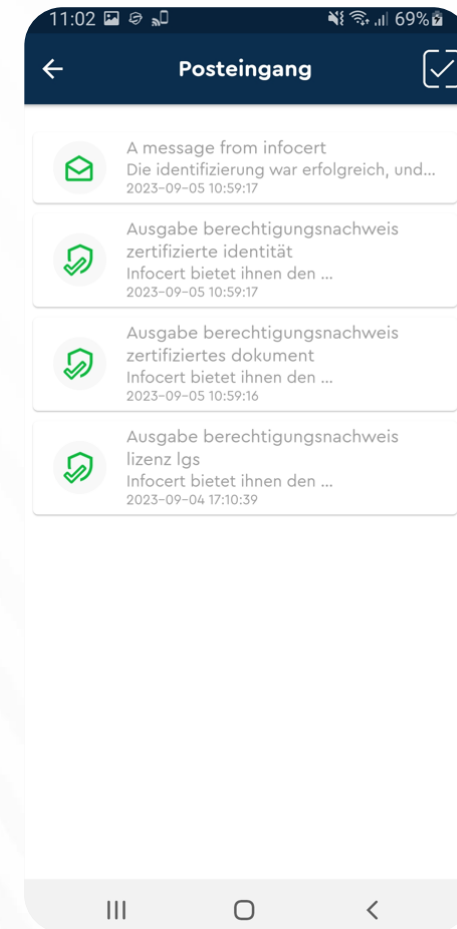 11:02 69%
Posteingang
A message from infocert
Die identifizierung war erfolgreich, und...
2023-09-05 10:59:17
Ausgabe berechtigungsnachweis
zertifizierte identität
Infocert bietet ihnen den ...
2023-09-05 10:59:17
Ausgabe berechtigungsnachweis
zertifiziertes dokument
Infocert bietet ihnen den ...
2023-09-05 10:59:16
Ausgabe berechtigungsnachweis
lizenz lgs
Infocert bietet ihnen den ...
2023-09-04 17:10:39